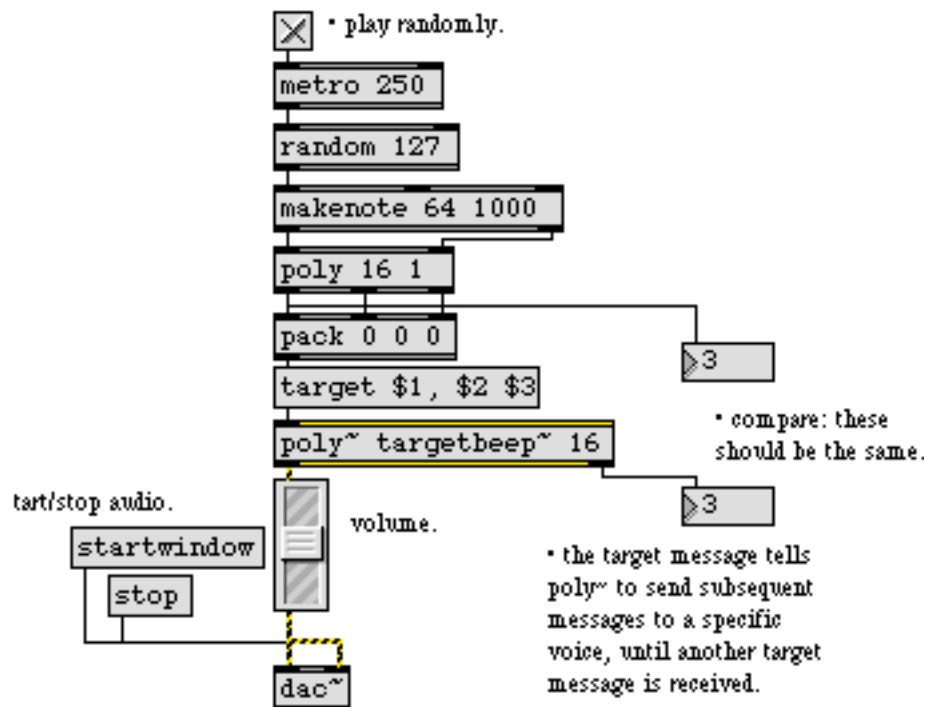 • play randomly.
metro 250
random 127
makenote 64 1000
poly 16 1
pack 0 0 0
3
target $1, $2 $3
• compare: these
should be the same.
poly~ targetbeep~ 16
3
tart/stop audio.
volume.
startwindow
stop
• the target message tells
poly~ to send subsequent
messages to a specific
voice, until another target
message is received.
dac~